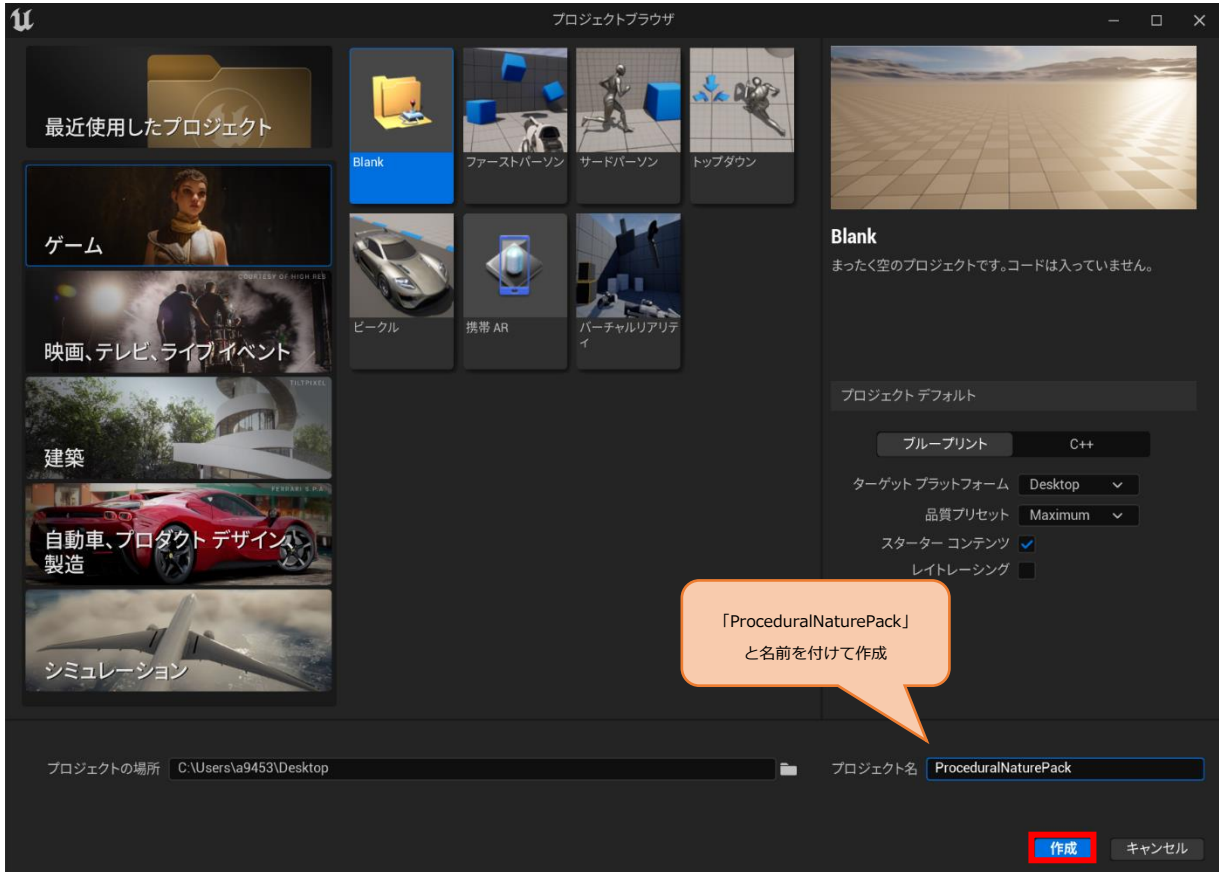 プロジェクトブラウザ
最近使用したプロジェクト
ゲーム
COURTESY OF HIGH RES
映画、テレビ、ライブ イベント
TILTPIXEL
建築
FERRARI S.P.A.
自動車、プロダクト デザイン、
製造
シミュレーション
Blank
ファーストパーソン
サードパーソン
トップダウン
ビークル
携帯 AR
バーチャルリアリテ
ィ
Blank
まったく空のプロジェクトです。コードは入っていません。
プロジェクト デフォルト
ブループリント
C++
ターゲット プラットフォーム Desktop
品質プリセット Maximum
スターター コンテンツ
レイトレーシング
「ProceduralNaturePack」
と名前を付けて作成
プロジェクトの場所 C:\Users\a9453\Desktop
プロジェクト名 ProceduralNaturePack
作成
キャンセル